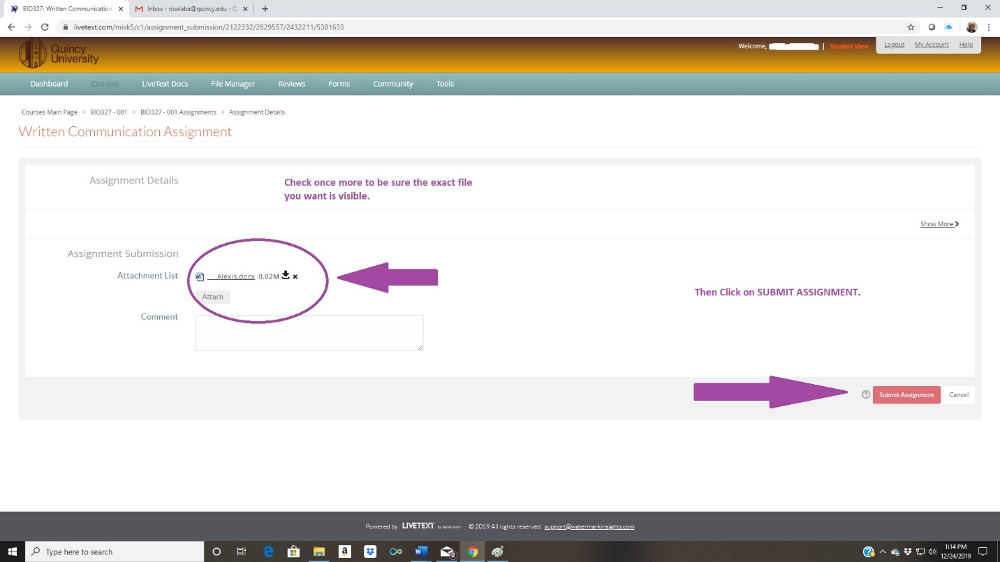 BIO327: Written Communication
Inbox - rowlaba@quincy.edu - Q
livetext.com/misk5/c1/assignment_submission/2122332/2829557/2432211/5381633
Quincy
University
Welcome, | Student View Logout My Account Help
Dashboard Courses LiveText Docs File Manager Reviews Forms Community Tools
Courses Main Page > BIO327 - 001 > BIO327 - 001 Assignments > Assignment Details
Written Communication Assignment
Assignment Details
Check once more to be sure the exact file
you want is visible.
Show More
Assignment Submission
Attachment List
__Alexis.docx 0.02M
Attach
Then Click on SUBMIT ASSIGNMENT.
Comment
Submit Assignment Cancel
Powered by LIVETEXT by Watermark © 2019 All rights reserved. support@watermarkinsights.com
Type here to search
1:14 PM
12/24/2019